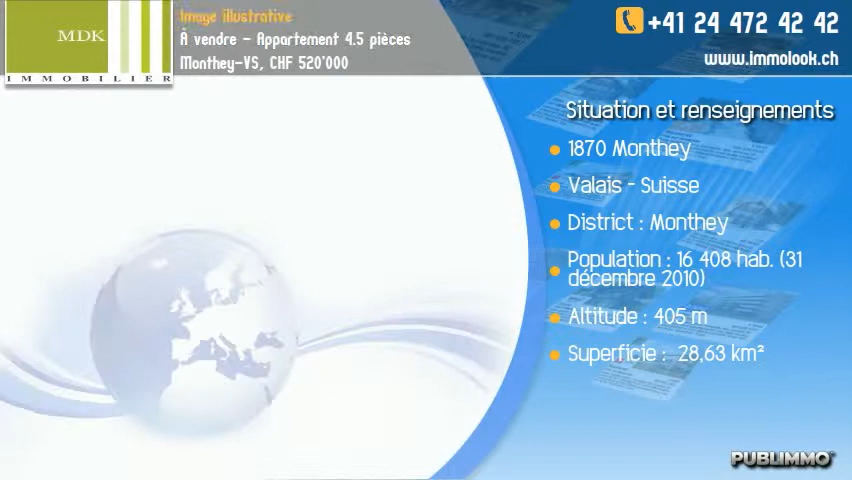 MDK
IMMOBILIER
Image illustrative
À vendre - Appartement 4.5 pièces
Monthey-VS, CHF 520'000
+41 24 472 42 42
www.immolook.ch
Situation et renseignements
1870 Monthey
Valais - Suisse
District : Monthey
Population : 16 408 hab. (31
décembre 2010)
Altitude : 405 m
Superficie : 28,63 km²
PUBLIMMO